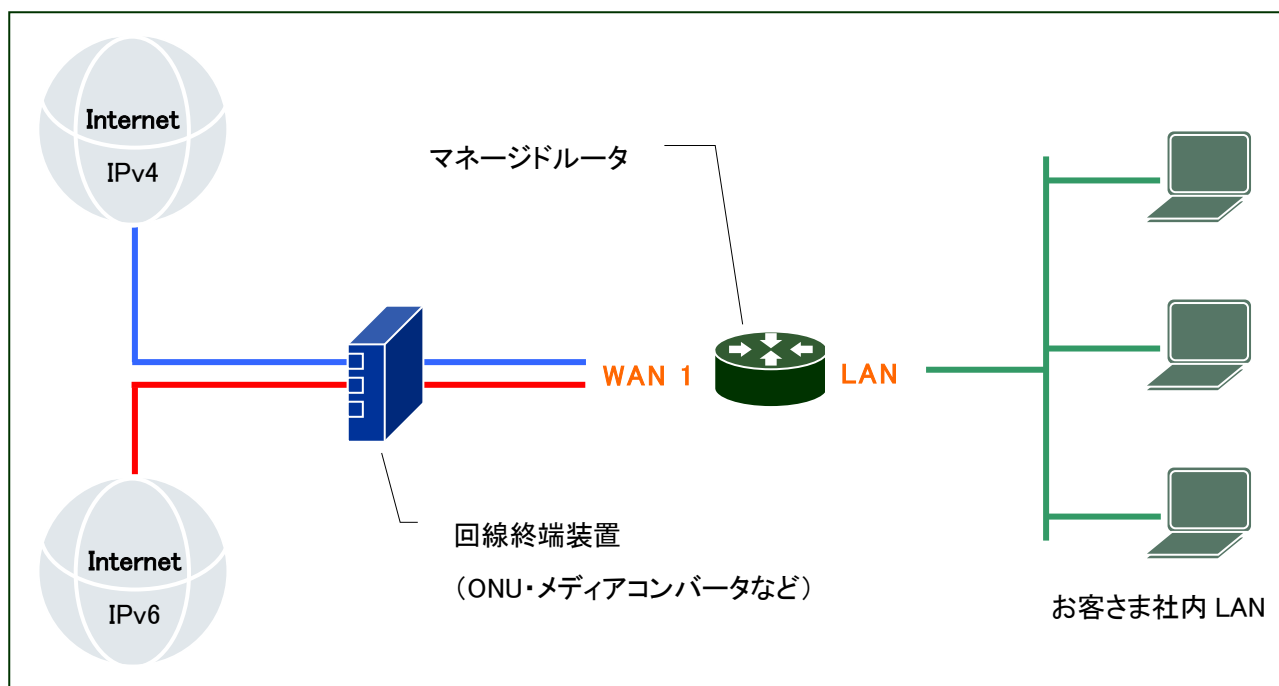 Internet
IPv4
マネージドルータ
WAN 1
LAN
回線終端装置
（ONU・メディアコンバータなど）
Internet
IPv6
お客さま社内 LAN